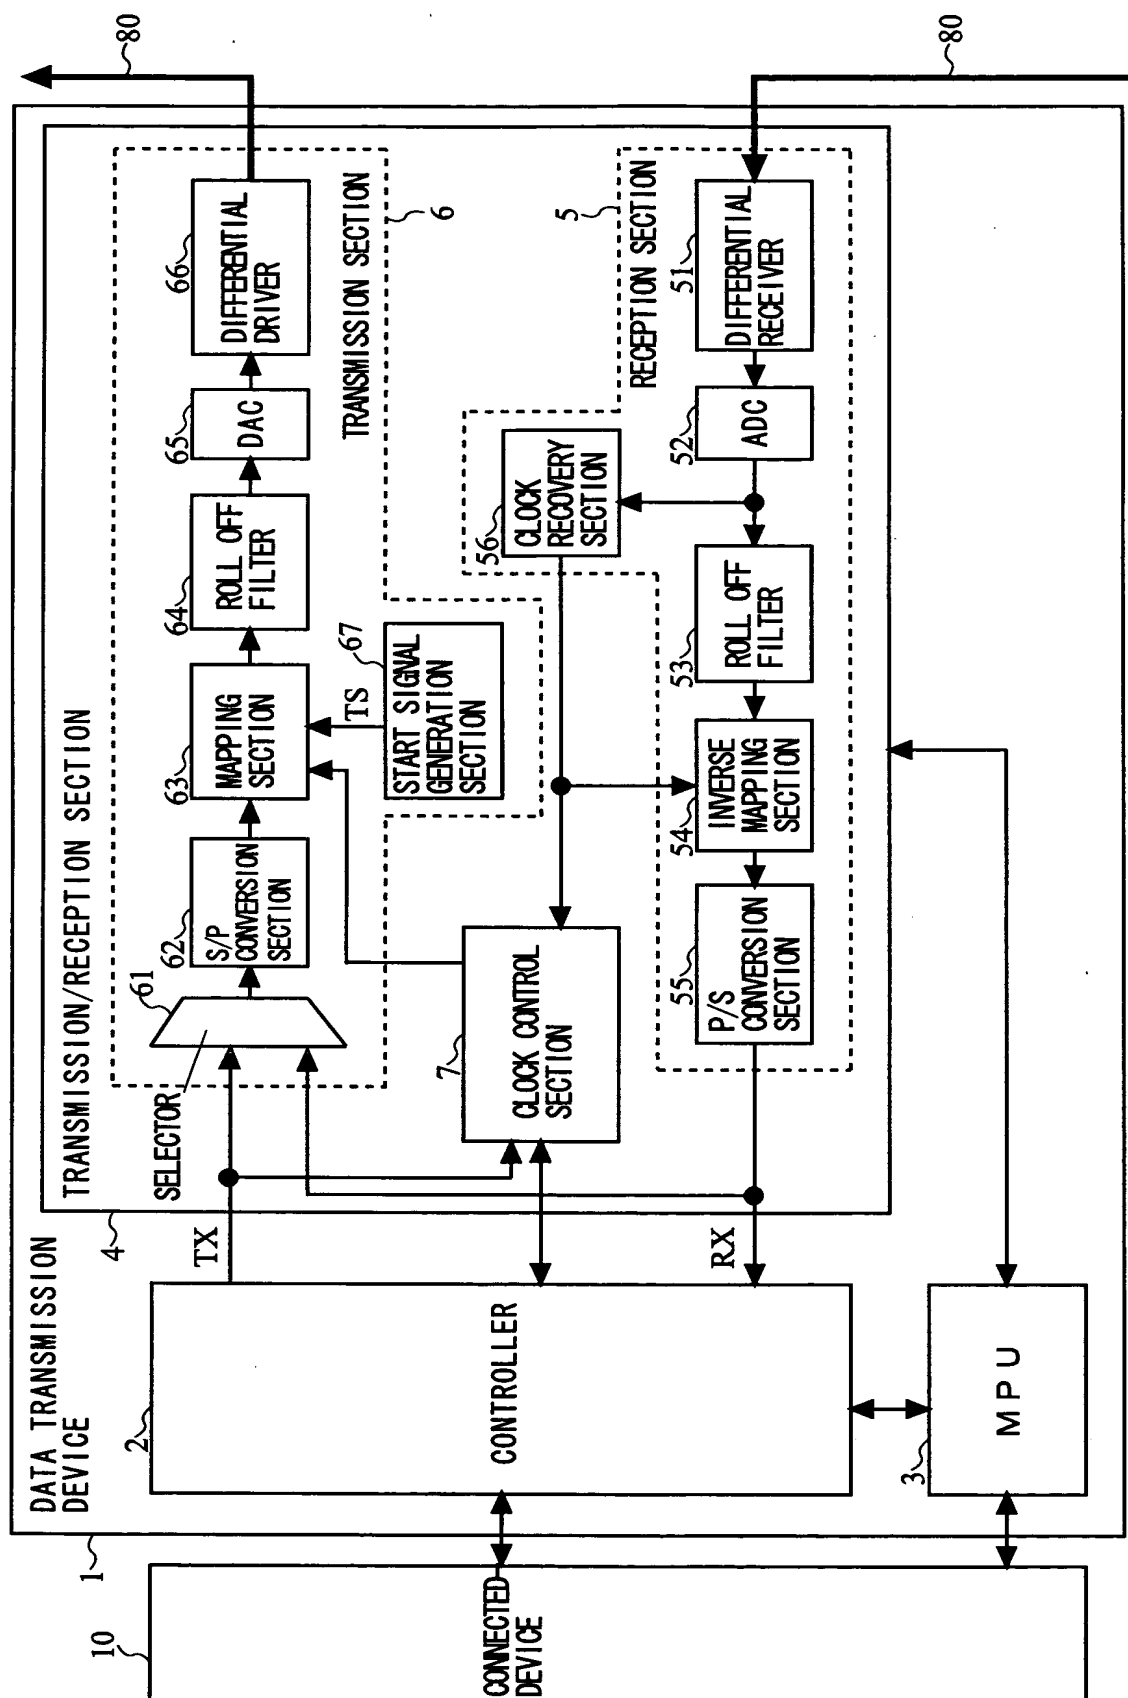 80
80
DATA TRANSMISSION
DEVICE
1
TRANSMISSION/RECEPTION SECTION
4
TRANSMISSION SECTION
6
SELECTOR
61
62
S/P
CONVERSION
SECTION
63
MAPPING
SECTION
64
ROLL OFF
FILTER
65
DAC
66
DIFFERENTIAL
DRIVER
TS
67
START SIGNAL
GENERATION
SECTION
TX
RX
7
CLOCK CONTROL
SECTION
56
CLOCK
RECOVERY
SECTION
5
RECEPTION SECTION
55
P/S
CONVERSION
SECTION
54
INVERSE
MAPPING
SECTION
53
ROLL OFF
FILTER
52
ADC
51
DIFFERENTIAL
RECEIVER
2
CONTROLLER
3
MPU
10
CONNECTED
DEVICE